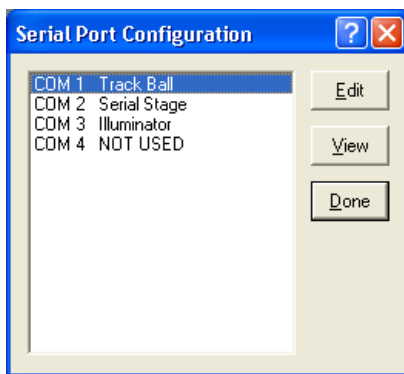 Serial Port Configuration
COM 1 Track Ball
COM 2 Serial Stage
COM 3 Illuminator
COM 4 NOT USED
Edit
View
Done